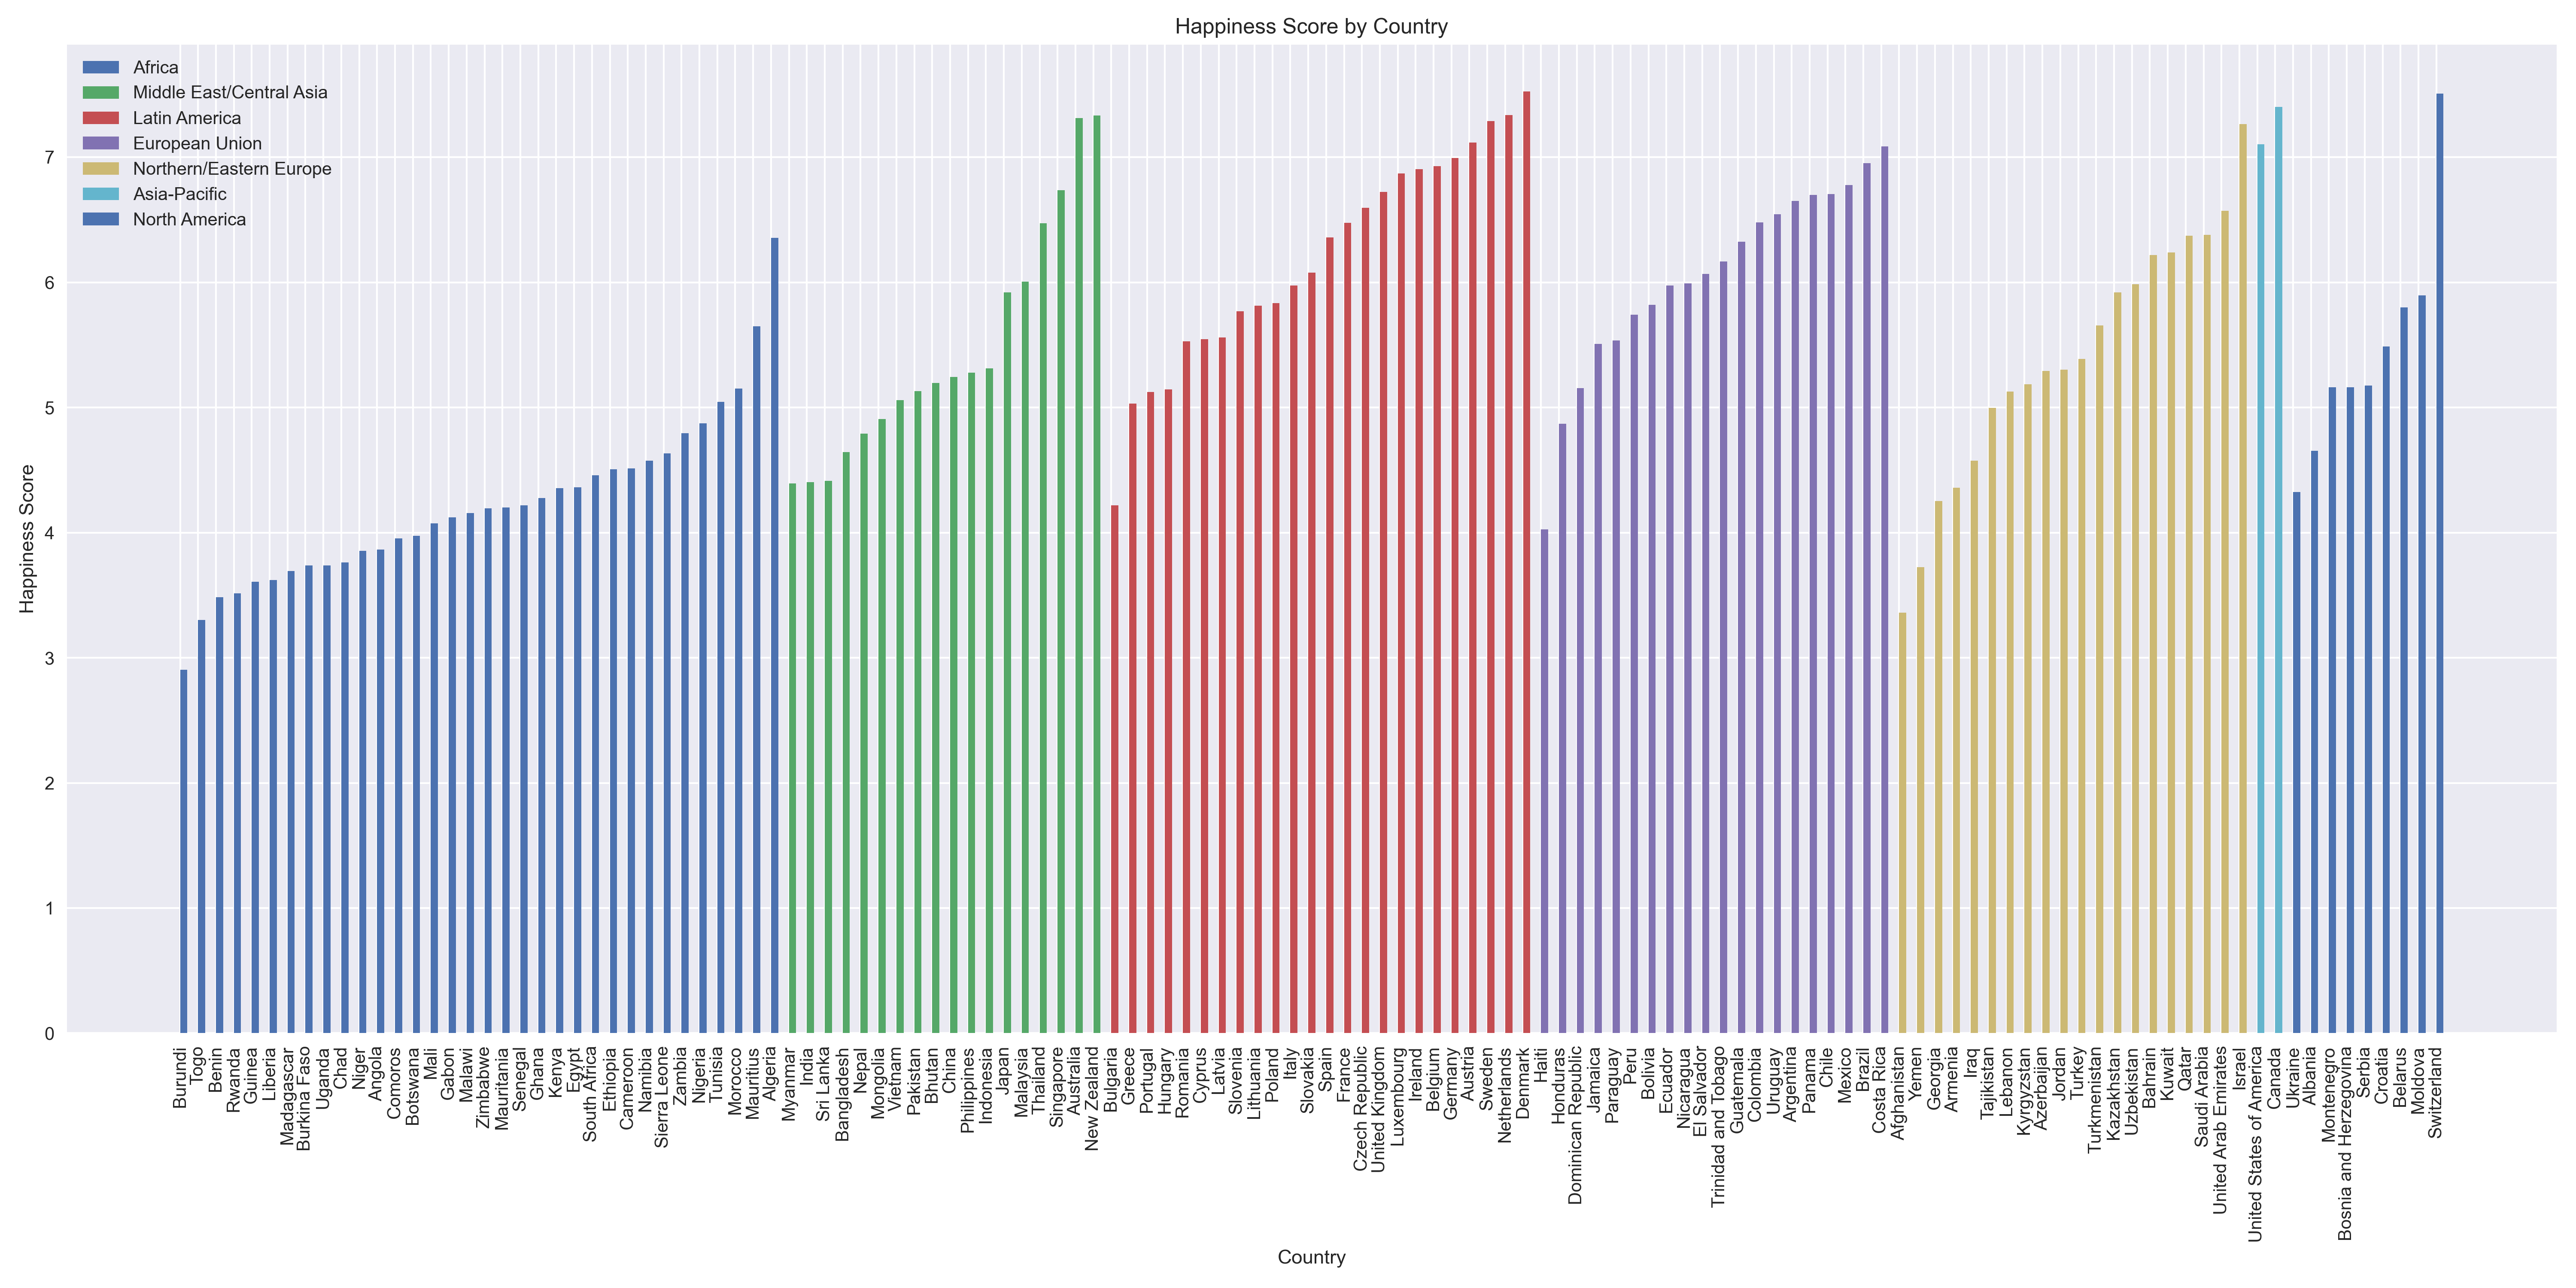 Happiness Score by Country
Africa
Middle East/Central Asia
Latin America
European Union
Northern/Eastern Europe
Asia-Pacific
North America
Happiness Score
7
6
5
4
3
2
1
0
Burundi
Togo
Benin
Rwanda
Guinea
Liberia
Madagascar
Burkina Faso
Uganda
Chad
Niger
Angola
Comoros
Botswana
Mali
Gabon
Malawi
Zimbabwe
Mauritania
Senegal
Ghana
Kenya
Egypt
South Africa
Ethiopia
Cameroon
Namibia
Sierra Leone
Zambia
Nigeria
Tunisia
Morocco
Mauritius
Algeria
Myanmar
India
Sri Lanka
Bangladesh
Nepal
Mongolia
Vietnam
Pakistan
Bhutan
China
Philippines
Indonesia
Japan
Malaysia
Thailand
Singapore
Australia
New Zealand
Bulgaria
Greece
Portugal
Hungary
Romania
Cyprus
Latvia
Slovenia
Lithuania
Poland
Italy
Slovakia
Spain
France
Czech Republic
United Kingdom
Luxembourg
Ireland
Belgium
Germany
Austria
Sweden
Netherlands
Denmark
Haiti
Honduras
Dominican Republic
Jamaica
Paraguay
Peru
Bolivia
Ecuador
Nicaragua
El Salvador
Trinidad and Tobago
Guatemala
Colombia
Uruguay
Argentina
Panama
Chile
Mexico
Brazil
Costa Rica
Afghanistan
Yemen
Georgia
Armenia
Iraq
Tajikistan
Lebanon
Kyrgyzstan
Azerbaijan
Jordan
Turkey
Turkmenistan
Kazakhstan
Uzbekistan
Bahrain
Kuwait
Qatar
Saudi Arabia
United Arab Emirates
Israel
United States of America
Canada
Ukraine
Albania
Montenegro
Bosnia and Herzegovina
Serbia
Croatia
Belarus
Moldova
Switzerland
Country